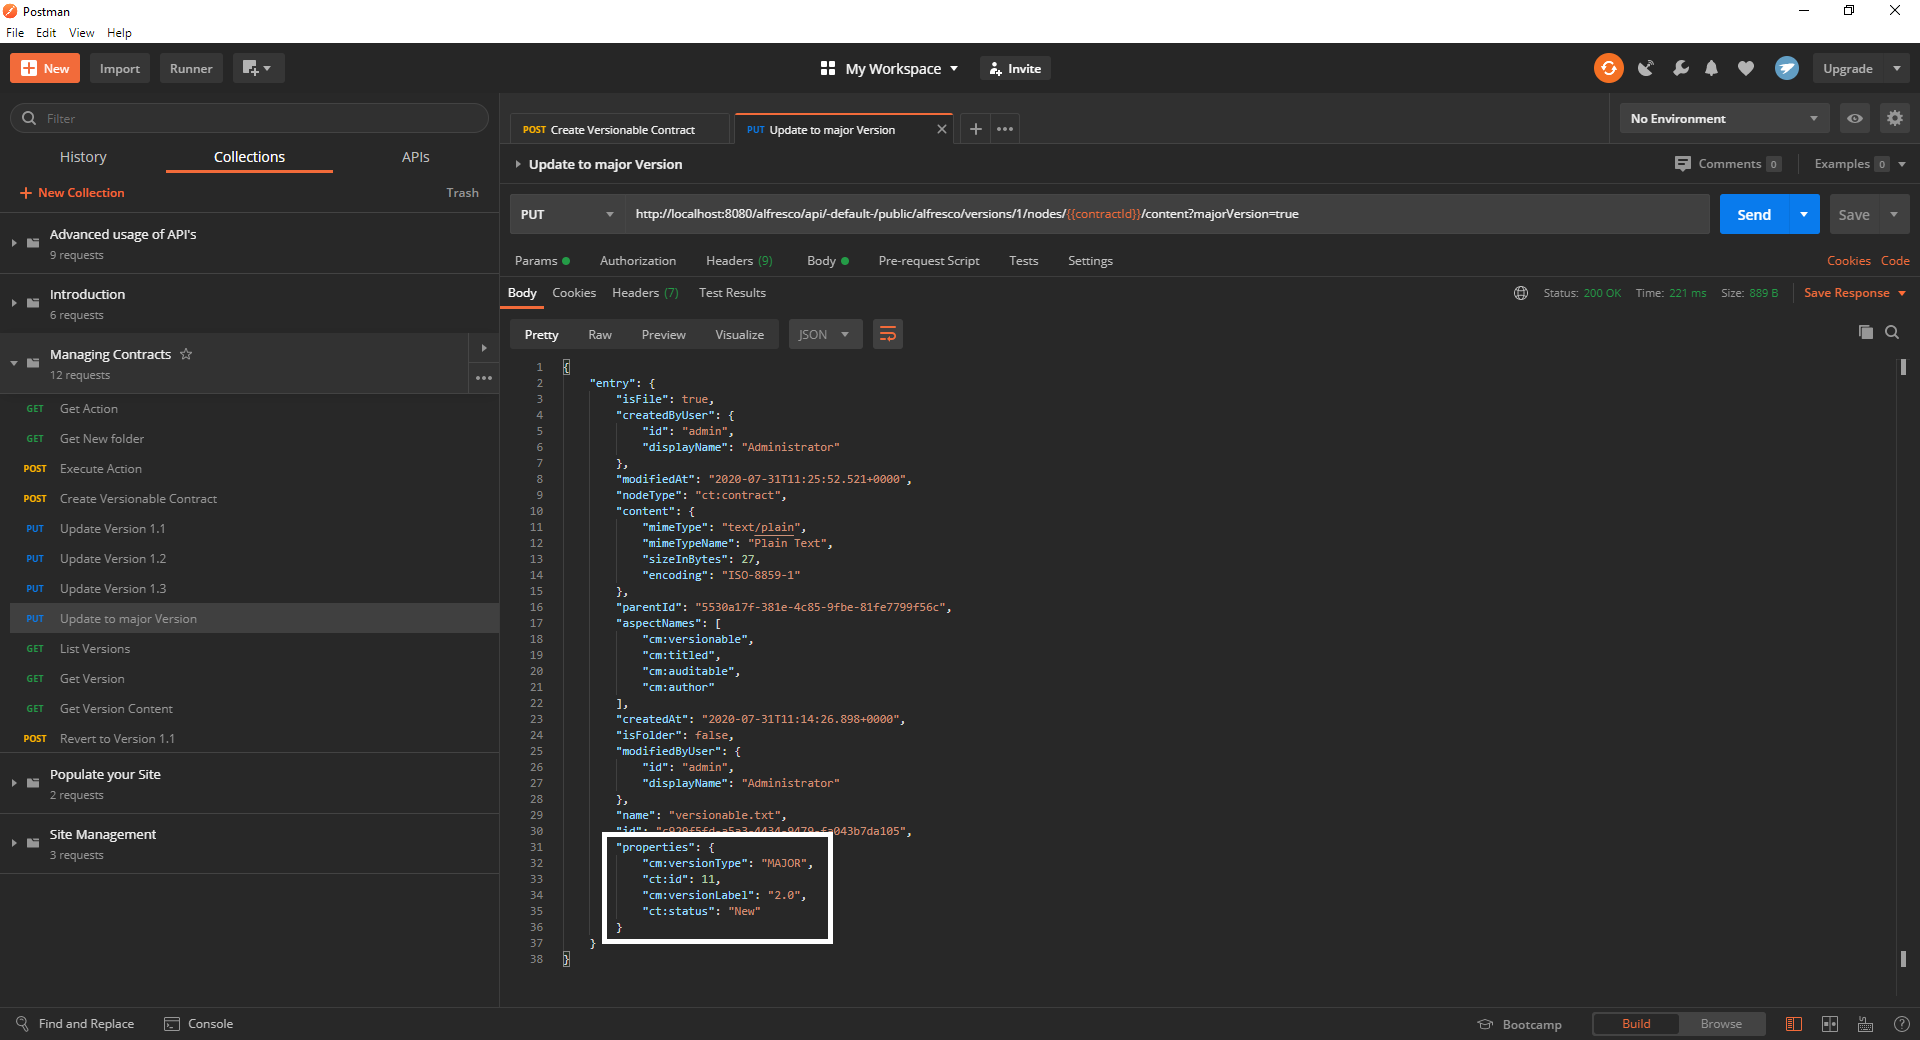 Postman
File Edit View Help
New Import Runner My Workspace Invite Upgrade
Filter
History Collections APIs
New Collection Trash
Advanced usage of API's
9 requests
Introduction
6 requests
Managing Contracts
12 requests
GET Get Action
GET Get New folder
POST Execute Action
POST Create Versionable Contract
PUT Update Version 1.1
PUT Update Version 1.2
PUT Update Version 1.3
PUT Update to major Version
GET List Versions
GET Get Version
GET Get Version Content
POST Revert to Version 1.1
Populate your Site
2 requests
Site Management
3 requests
POST Create Versionable Contract PUT Update to major Version No Environment
Update to major Version Comments 0 Examples 0
PUT http://localhost:8080/alfresco/api/-default-/public/alfresco/versions/1/nodes/{{contractId}}/content?majorVersion=true Send Save
Params Authorization Headers (9) Body Pre-request Script Tests Settings Cookies Code
Body Cookies Headers (7) Test Results Status: 200 OK Time: 221 ms Size: 889 B Save Response
Pretty Raw Preview Visualize JSON
1 {
2 "entry": {
3 "isFile": true,
4 "createdByUser": {
5 "id": "admin",
6 "displayName": "Administrator"
7 },
8 "modifiedAt": "2020-07-31T11:25:52.521+0000",
9 "nodeType": "ct:contract",
10 "content": {
11 "mimeType": "text/plain",
12 "mimeTypeName": "Plain Text",
13 "sizeInBytes": 27,
14 "encoding": "ISO-8859-1"
15 },
16 "parentId": "5530a17f-381e-4c85-9fbe-81fe7799f56c",
17 "aspectNames": [
18 "cm:versionable",
19 "cm:titled",
20 "cm:auditable",
21 "cm:author"
22 ],
23 "createdAt": "2020-07-31T11:14:26.898+0000",
24 "isFolder": false,
25 "modifiedByUser": {
26 "id": "admin",
27 "displayName": "Administrator"
28 },
29 "name": "versionable.txt",
30 "id": "c929f5fd-a5a3-4434-9479-fa043b7da105",
31 "properties": {
32 "cm:versionType": "MAJOR",
33 "ct:id": 11,
34 "cm:versionLabel": "2.0",
35 "ct:status": "New"
36 }
37 }
38 }
Find and Replace Console Bootcamp Build Browse